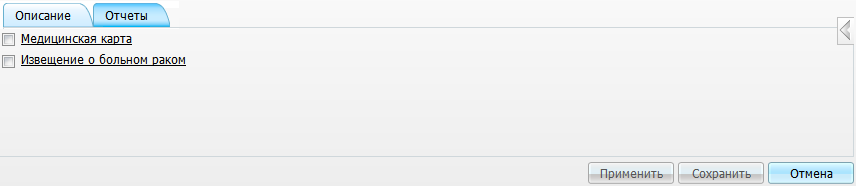 Описание Отчеты
Медицинская карта
Извещение о больном раком
Применить Сохранить Отмена